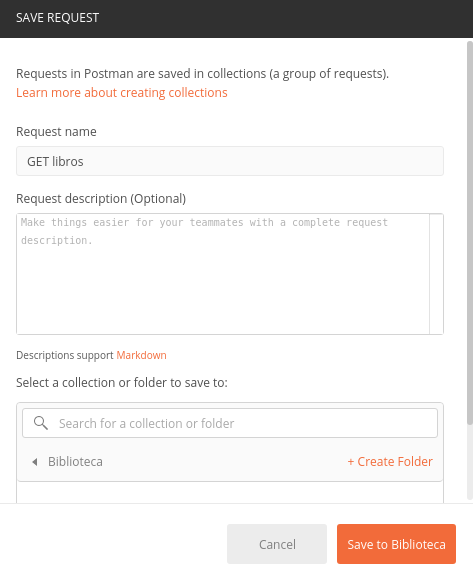 SAVE REQUEST
Requests in Postman are saved in collections (a group of requests).
Learn more about creating collections
Request name
GET libros
Request description (Optional)
Make things easier for your teammates with a complete request
description.
Descriptions support Markdown
Select a collection or folder to save to:
Search for a collection or folder
Biblioteca + Create Folder
Cancel Save to Biblioteca